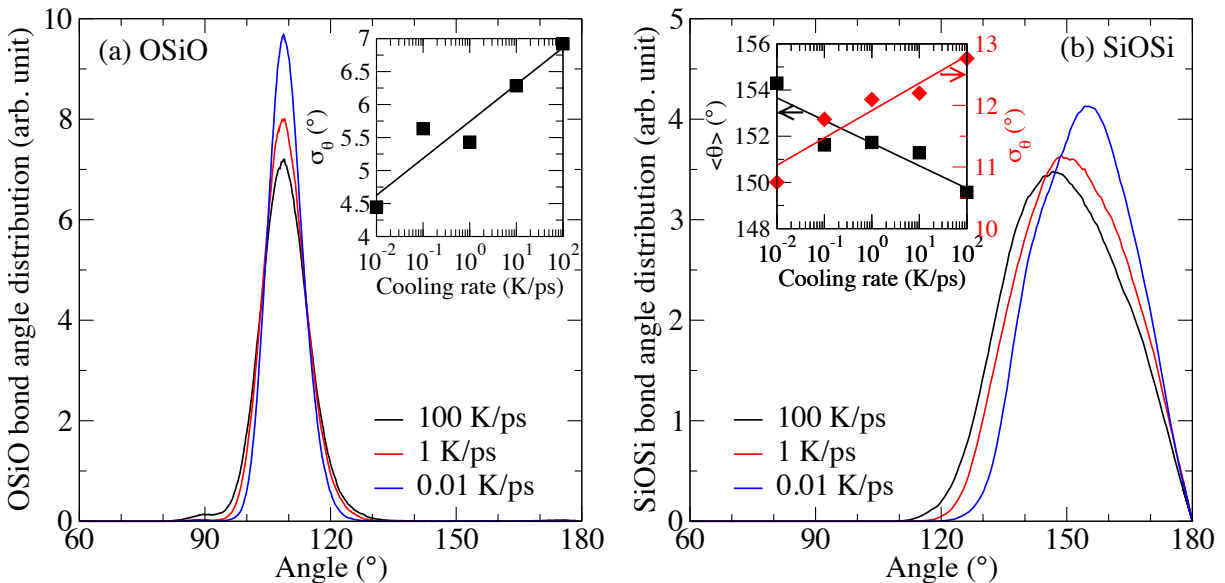 (a) OSiO
OSiO bond angle distribution (arb. unit)
10
8
6
4
2
0
60 90 120 150 180
Angle (°)
100 K/ps
1 K/ps
0.01 K/ps
σθ (°)
7
6.5
6
5.5
5
4.5
4
10⁻² 10⁻¹ 10⁰ 10¹ 10²
Cooling rate (K/ps)
(b) SiOSi
SiOSi bond angle distribution (arb. unit)
5
4
3
2
1
0
60 90 120 150 180
Angle (°)
100 K/ps
1 K/ps
0.01 K/ps
<θ> (°)
156
154
152
150
148
13
12
11
10
σθ (°)
10⁻² 10⁻¹ 10⁰ 10¹ 10²
Cooling rate (K/ps)